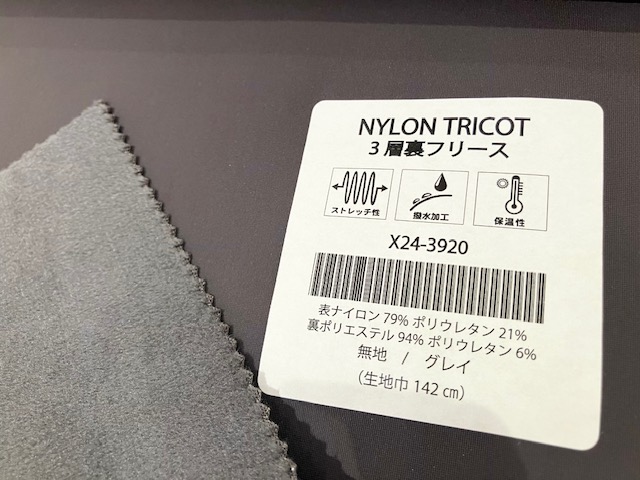 NYLON TRICOT
3層裏フリース
ストレッチ性 撥水加工 保温性
X24-3920
表ナイロン 79% ポリウレタン 21%
裏ポリエステル 94% ポリウレタン 6%
無地 / グレイ
(生地巾 142 cm)